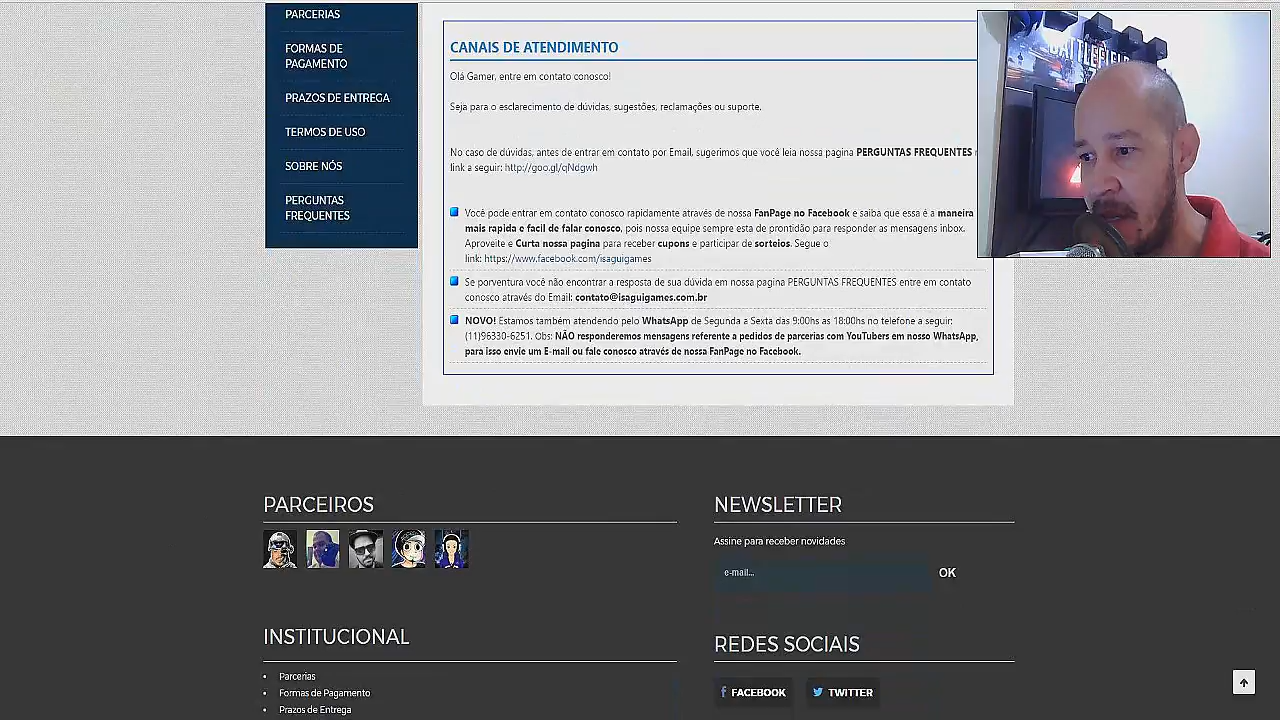 PARCERIAS
FORMAS DE
PAGAMENTO
PRAZOS DE ENTREGA
TERMOS DE USO
SOBRE NÓS
PERGUNTAS
FREQUENTES
CANAIS DE ATENDIMENTO
Olá Gamer, entre em contato conosco!
Seja para o esclarecimento de dúvidas, sugestões, reclamações ou suporte.
No caso de dúvidas, antes de entrar em contato por Email, sugerimos que você leia nossa pagina PERGUNTAS FREQUENTES
link a seguir: http://goo.gl/qNdgwh
Você pode entrar em contato conosco rapidamente através de nossa FanPage no Facebook e saiba que essa é a maneira
mais rapida e facil de falar conosco, pois nossa equipe sempre esta de prontidão para responder as mensagens inbox.
Aproveite e Curta nossa pagina para receber cupons e participar de sorteios. Segue o
link: https://www.facebook.com/isaguigames
Se porventura você não encontrar a resposta de sua dúvida em nossa pagina PERGUNTAS FREQUENTES entre em contato
conosco através do Email: contato@isaguigames.com.br
NOVO! Estamos também atendendo pelo WhatsApp de Segunda a Sexta das 9:00hs as 18:00hs no telefone a seguir:
(11)96330-6251. Obs: NÃO responderemos mensagens referente a pedidos de parcerias com YouTubers em nosso WhatsApp,
para isso envie um E-mail ou fale conosco através de nossa FanPage no Facebook.
BATTLEFIELD
PARCEIROS
NEWSLETTER
Assine para receber novidades
e-mail...
OK
INSTITUCIONAL
REDES SOCIAIS
Parcerias
Formas de Pagamento
Prazos de Entrega
FACEBOOK
TWITTER